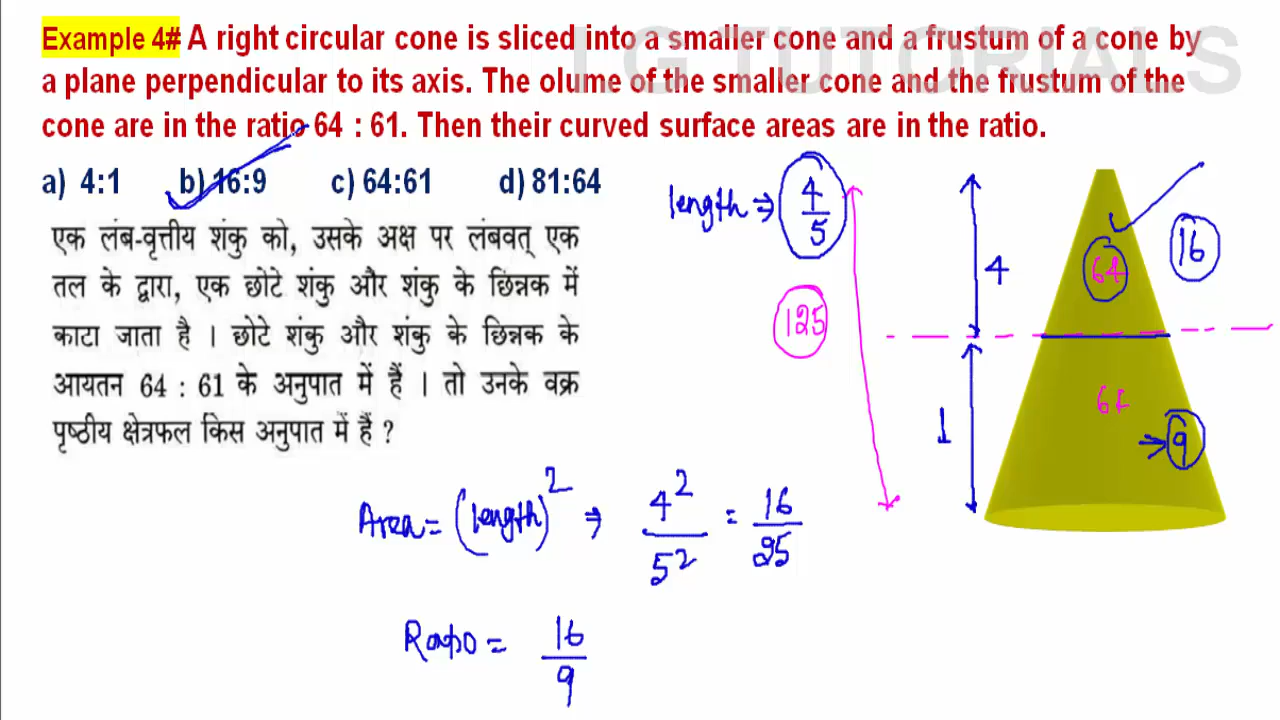 I G TUTORIALS
Example 4# A right circular cone is sliced into a smaller cone and a frustum of a cone by
a plane perpendicular to its axis. The olume of the smaller cone and the frustum of the
cone are in the ratio 64 : 61. Then their curved surface areas are in the ratio.
a) 4:1 b) 16:9 c) 64:61 d) 81:64
एक लंब-वृत्तीय शंकु को, उसके अक्ष पर लंबवत् एक
तल के द्वारा, एक छोटे शंकु और शंकु के छिन्नक में
काटा जाता है । छोटे शंकु और शंकु के छिन्नक के
आयतन 64 : 61 के अनुपात में हैं । तो उनके वक्र
पृष्ठीय क्षेत्रफल किस अनुपात में हैं ?
length ⇒ 4/5
125
4
1
64
16
61
9
Area = (length)² ⇒ 4²/5² = 16/25
Ratio = 16/9